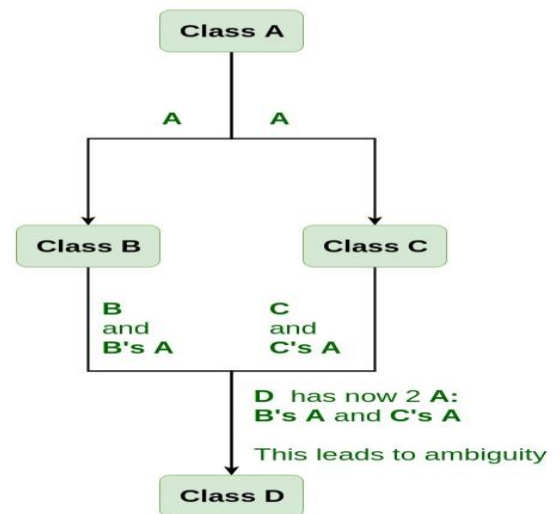 Class A
A A
Class B
Class C
B
and
B's A
C
and
C's A
D has now 2 A:
B's A and C's A
This leads to ambiguity
Class D